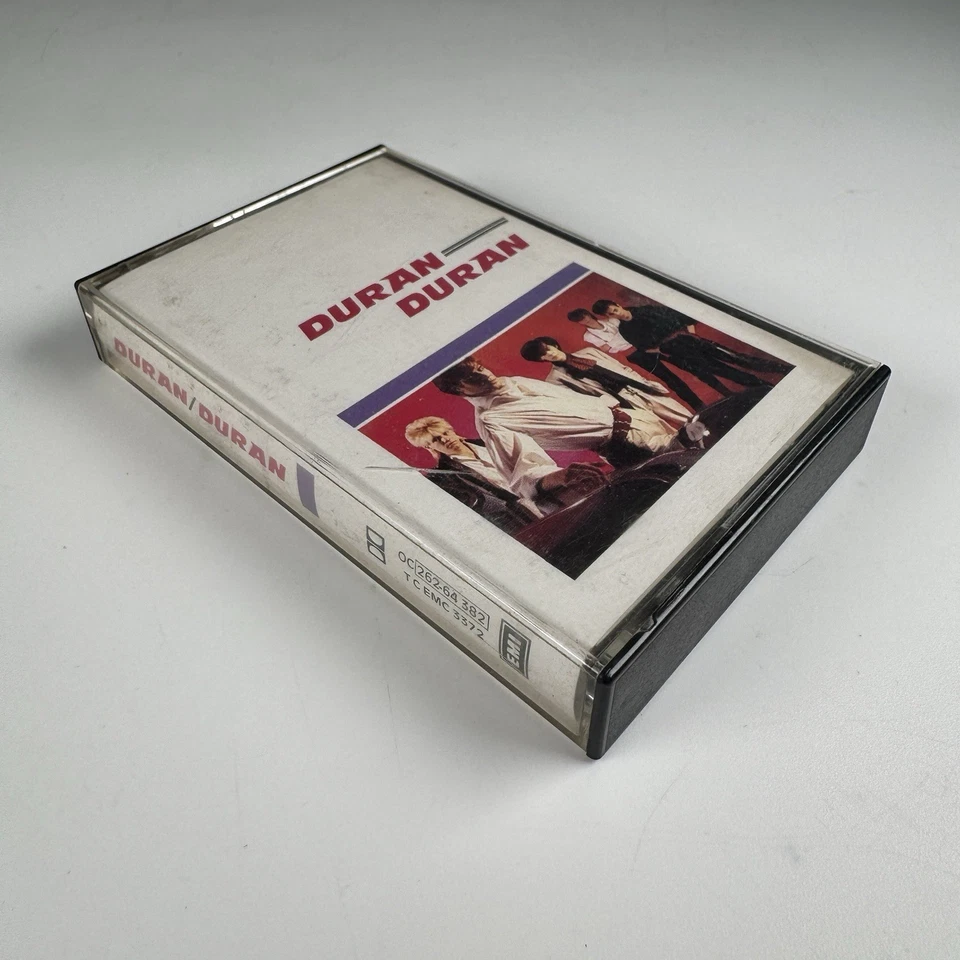 DURAN
DURAN
DURAN/DURAN
OC 262-64 382
TC EMC 3372
EMI